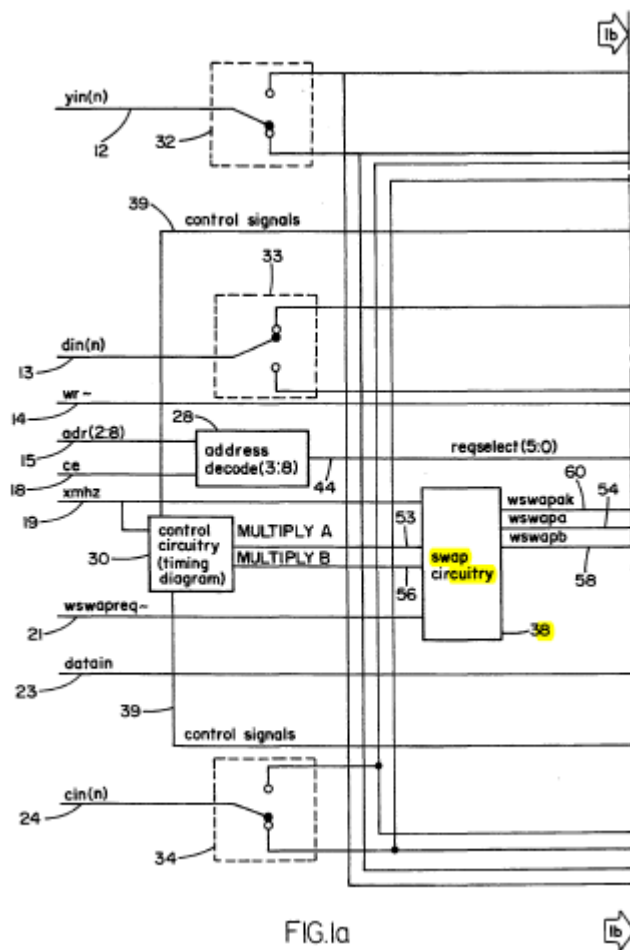 Ib
yin(n)
12
32
39
control signals
33
din(n)
13
wr~
14
28
adr(2:8)
15
address
decode(3:8)
reqselect(5:0)
ce
18
44
60
xmhz
19
wswapak
54
wswapa
wswapb
control
circuitry
(timing
diagram)
30
MULTIPLY A
53
MULTIPLY B
56
swap
circuitry
58
wswapreq~
21
38
datain
23
39
control signals
cin(n)
24
34
FIG.1a
Ib